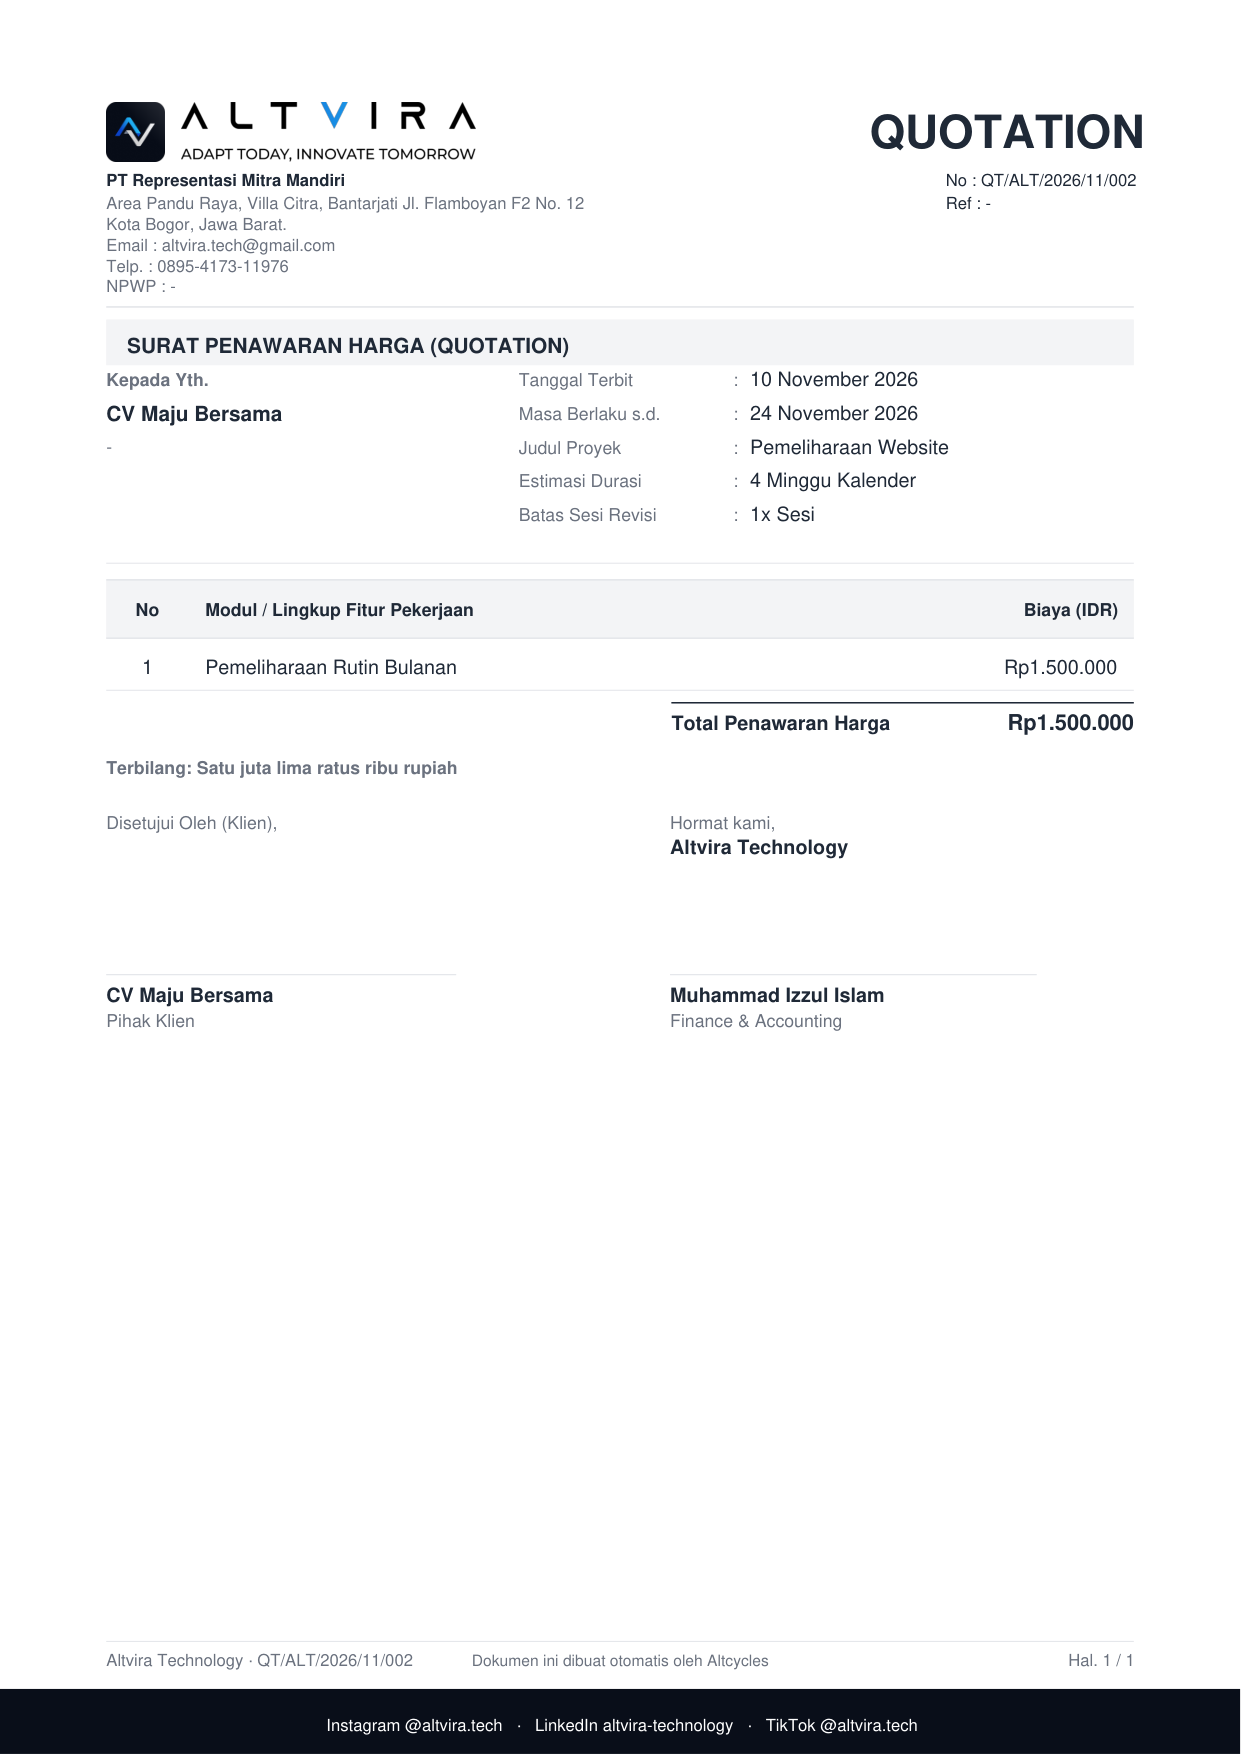 ALTVIRA
ADAPT TODAY, INNOVATE TOMORROW
QUOTATION
PT Representasi Mitra Mandiri
Area Pandu Raya, Villa Citra, Bantarjati Jl. Flamboyan F2 No. 12
Kota Bogor, Jawa Barat.
Email : altvira.tech@gmail.com
Telp. : 0895-4173-11976
NPWP : -
No : QT/ALT/2026/11/002
Ref : -
SURAT PENAWARAN HARGA (QUOTATION)
Kepada Yth.
CV Maju Bersama
-
Tanggal Terbit : 10 November 2026
Masa Berlaku s.d. : 24 November 2026
Judul Proyek : Pemeliharaan Website
Estimasi Durasi : 4 Minggu Kalender
Batas Sesi Revisi : 1x Sesi
No Modul / Lingkup Fitur Pekerjaan Biaya (IDR)
1 Pemeliharaan Rutin Bulanan Rp1.500.000
Total Penawaran Harga Rp1.500.000
Terbilang: Satu juta lima ratus ribu rupiah
Disetujui Oleh (Klien),
CV Maju Bersama
Pihak Klien
Hormat kami,
Altvira Technology
Muhammad Izzul Islam
Finance & Accounting
Altvira Technology · QT/ALT/2026/11/002 Dokumen ini dibuat otomatis oleh Altcycles Hal. 1 / 1
Instagram @altvira.tech · LinkedIn altvira-technology · TikTok @altvira.tech